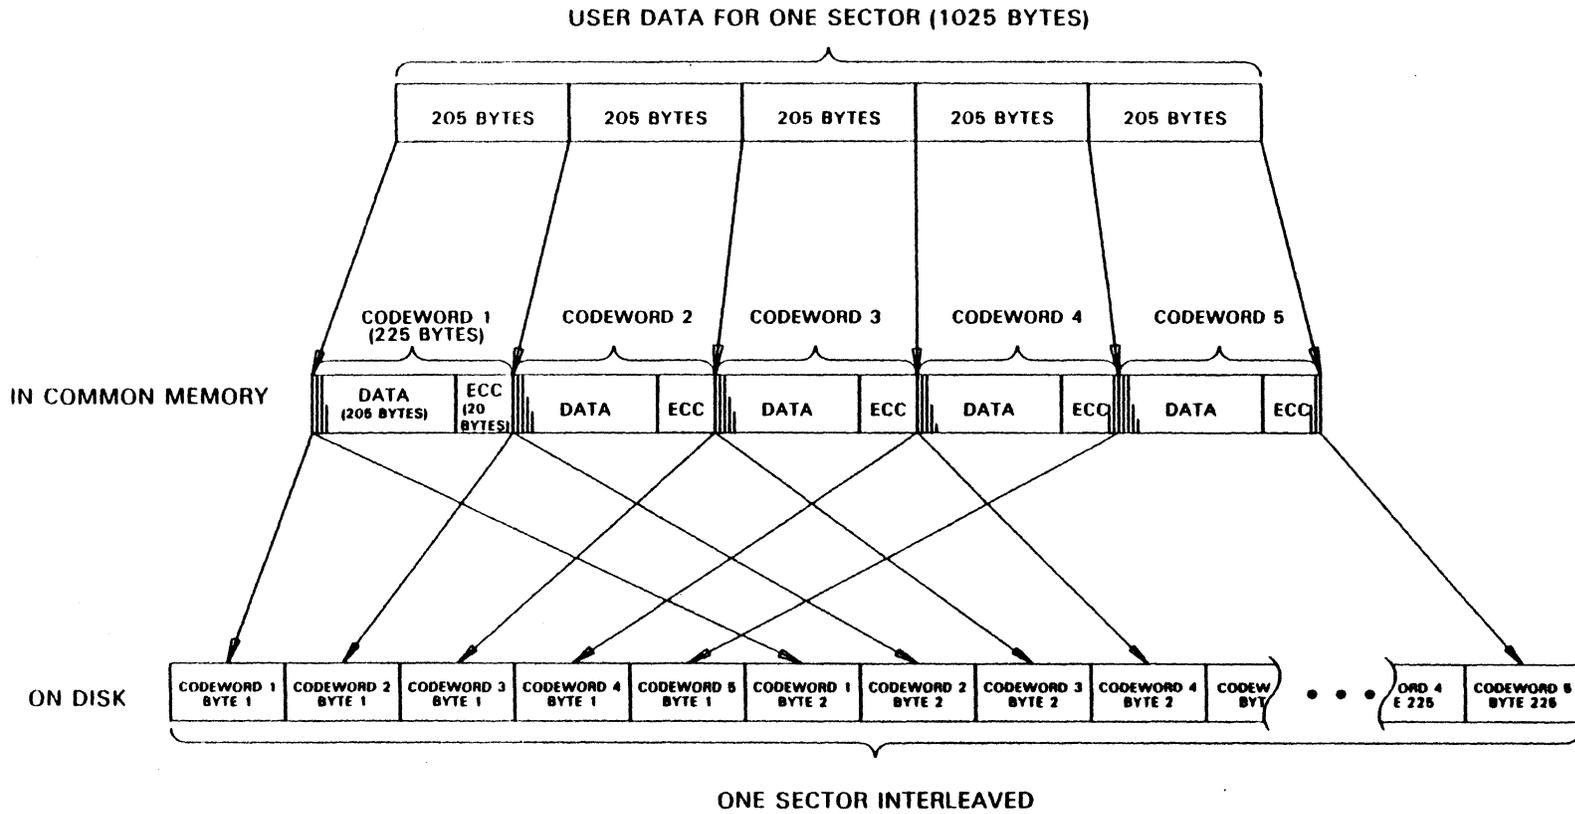 USER DATA FOR ONE SECTOR (1025 BYTES)
205 BYTES 205 BYTES 205 BYTES 205 BYTES 205 BYTES
CODEWORD 1 CODEWORD 2 CODEWORD 3 CODEWORD 4 CODEWORD 5
(225 BYTES)
IN COMMON MEMORY
DATA ECC DATA ECC DATA ECC DATA ECC DATA ECC
(205 BYTES) (20
BYTES)
ON DISK
CODEWORD 1 CODEWORD 2 CODEWORD 3 CODEWORD 4 CODEWORD 5 CODEWORD 1 CODEWORD 2 CODEWORD 3 CODEWORD 4 CODEW ORD 4 CODEWORD 5
BYTE 1 BYTE 1 BYTE 1 BYTE 1 BYTE 1 BYTE 2 BYTE 2 BYTE 2 BYTE 2 BYT E 225 BYTE 225
ONE SECTOR INTERLEAVED